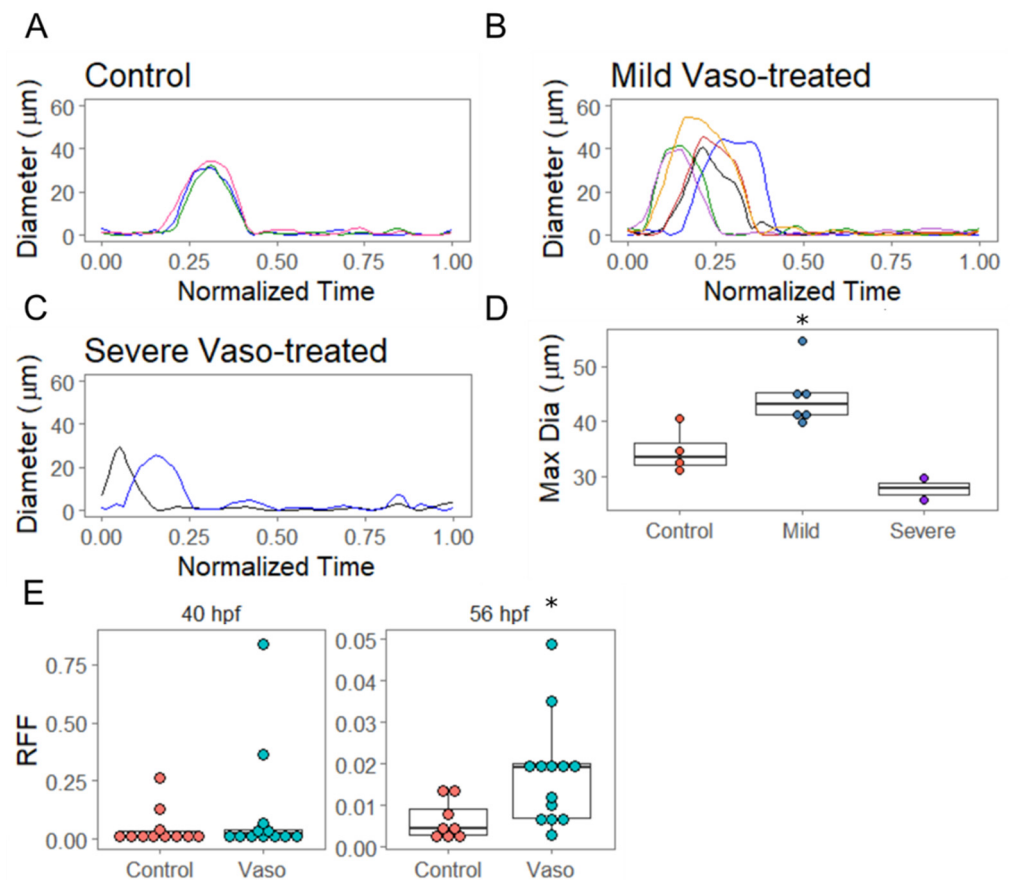 A
Control
Diameter (μm)
60
40
20
0
0.00 0.25 0.50 0.75 1.00
Normalized Time
B
Mild Vaso-treated
Diameter (μm)
60
40
20
0
0.00 0.25 0.50 0.75 1.00
Normalized Time
C
Severe Vaso-treated
Diameter (μm)
60
40
20
0
0.00 0.25 0.50 0.75 1.00
Normalized Time
D
*
Max Dia (μm)
50
40
30
Control Mild Severe
E
40 hpf
RFF
0.75
0.50
0.25
0.00
Control Vaso
56 hpf
*
0.05
0.04
0.03
0.02
0.01
0.00
Control Vaso